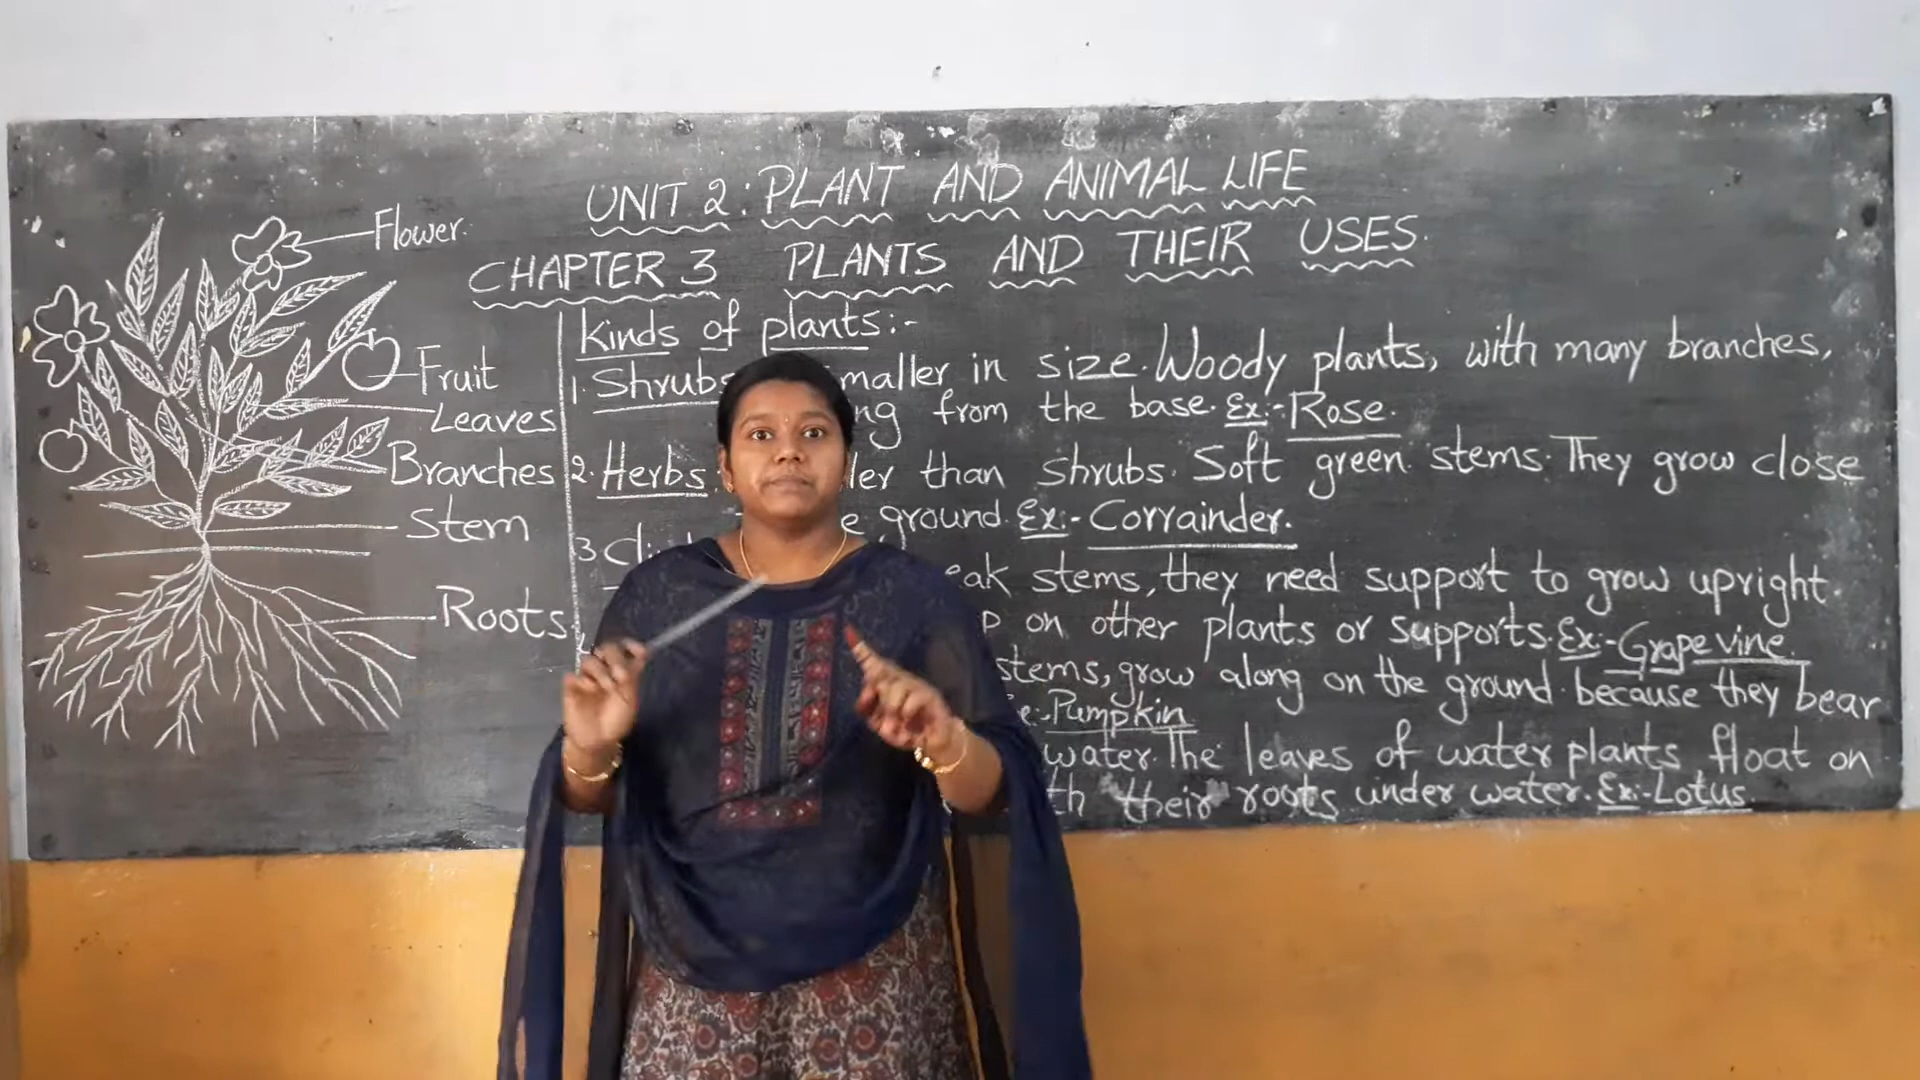 UNIT 2: PLANT AND ANIMAL LIFE
CHAPTER 3 PLANTS AND THEIR USES.
Flower.
Fruit
Leaves
Branches
Stem
Roots
Kinds of plants:-
1. Shrubs maller in size. Woody plants, with many branches,
ng from the base. Ex:- Rose.
2. Herbs. ler than shrubs. Soft green stems. They grow close
e ground. Ex:- Corrainder.
3 eak stems, they need support to grow upright.
p on other plants or supports. Ex:- Grape vine.
stems, grow along on the ground. because they bear
e:- Pumpkin
water. The leaves of water plants float on
th their roots under water. Ex:- Lotus.